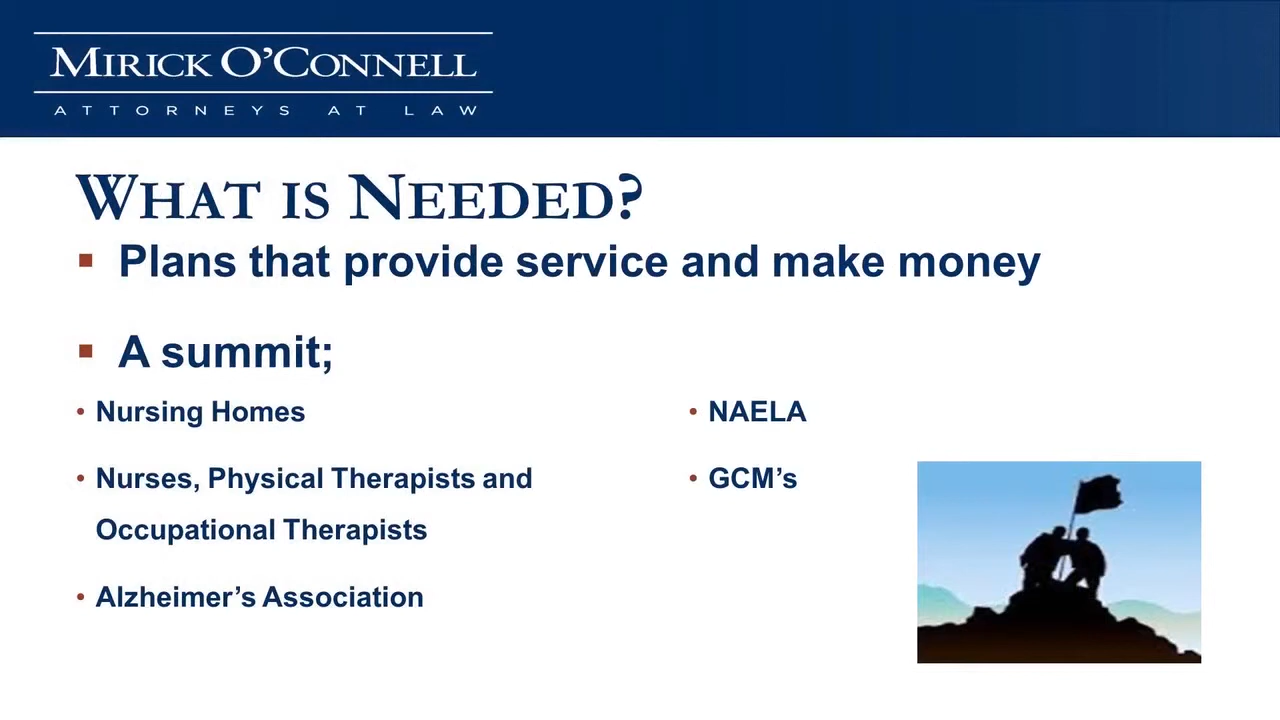 MIRICK O'CONNELL
ATTORNEYS AT LAW
WHAT IS NEEDED?
▪ Plans that provide service and make money
▪ A summit;
• Nursing Homes
• Nurses, Physical Therapists and
Occupational Therapists
• Alzheimer's Association
• NAELA
• GCM's